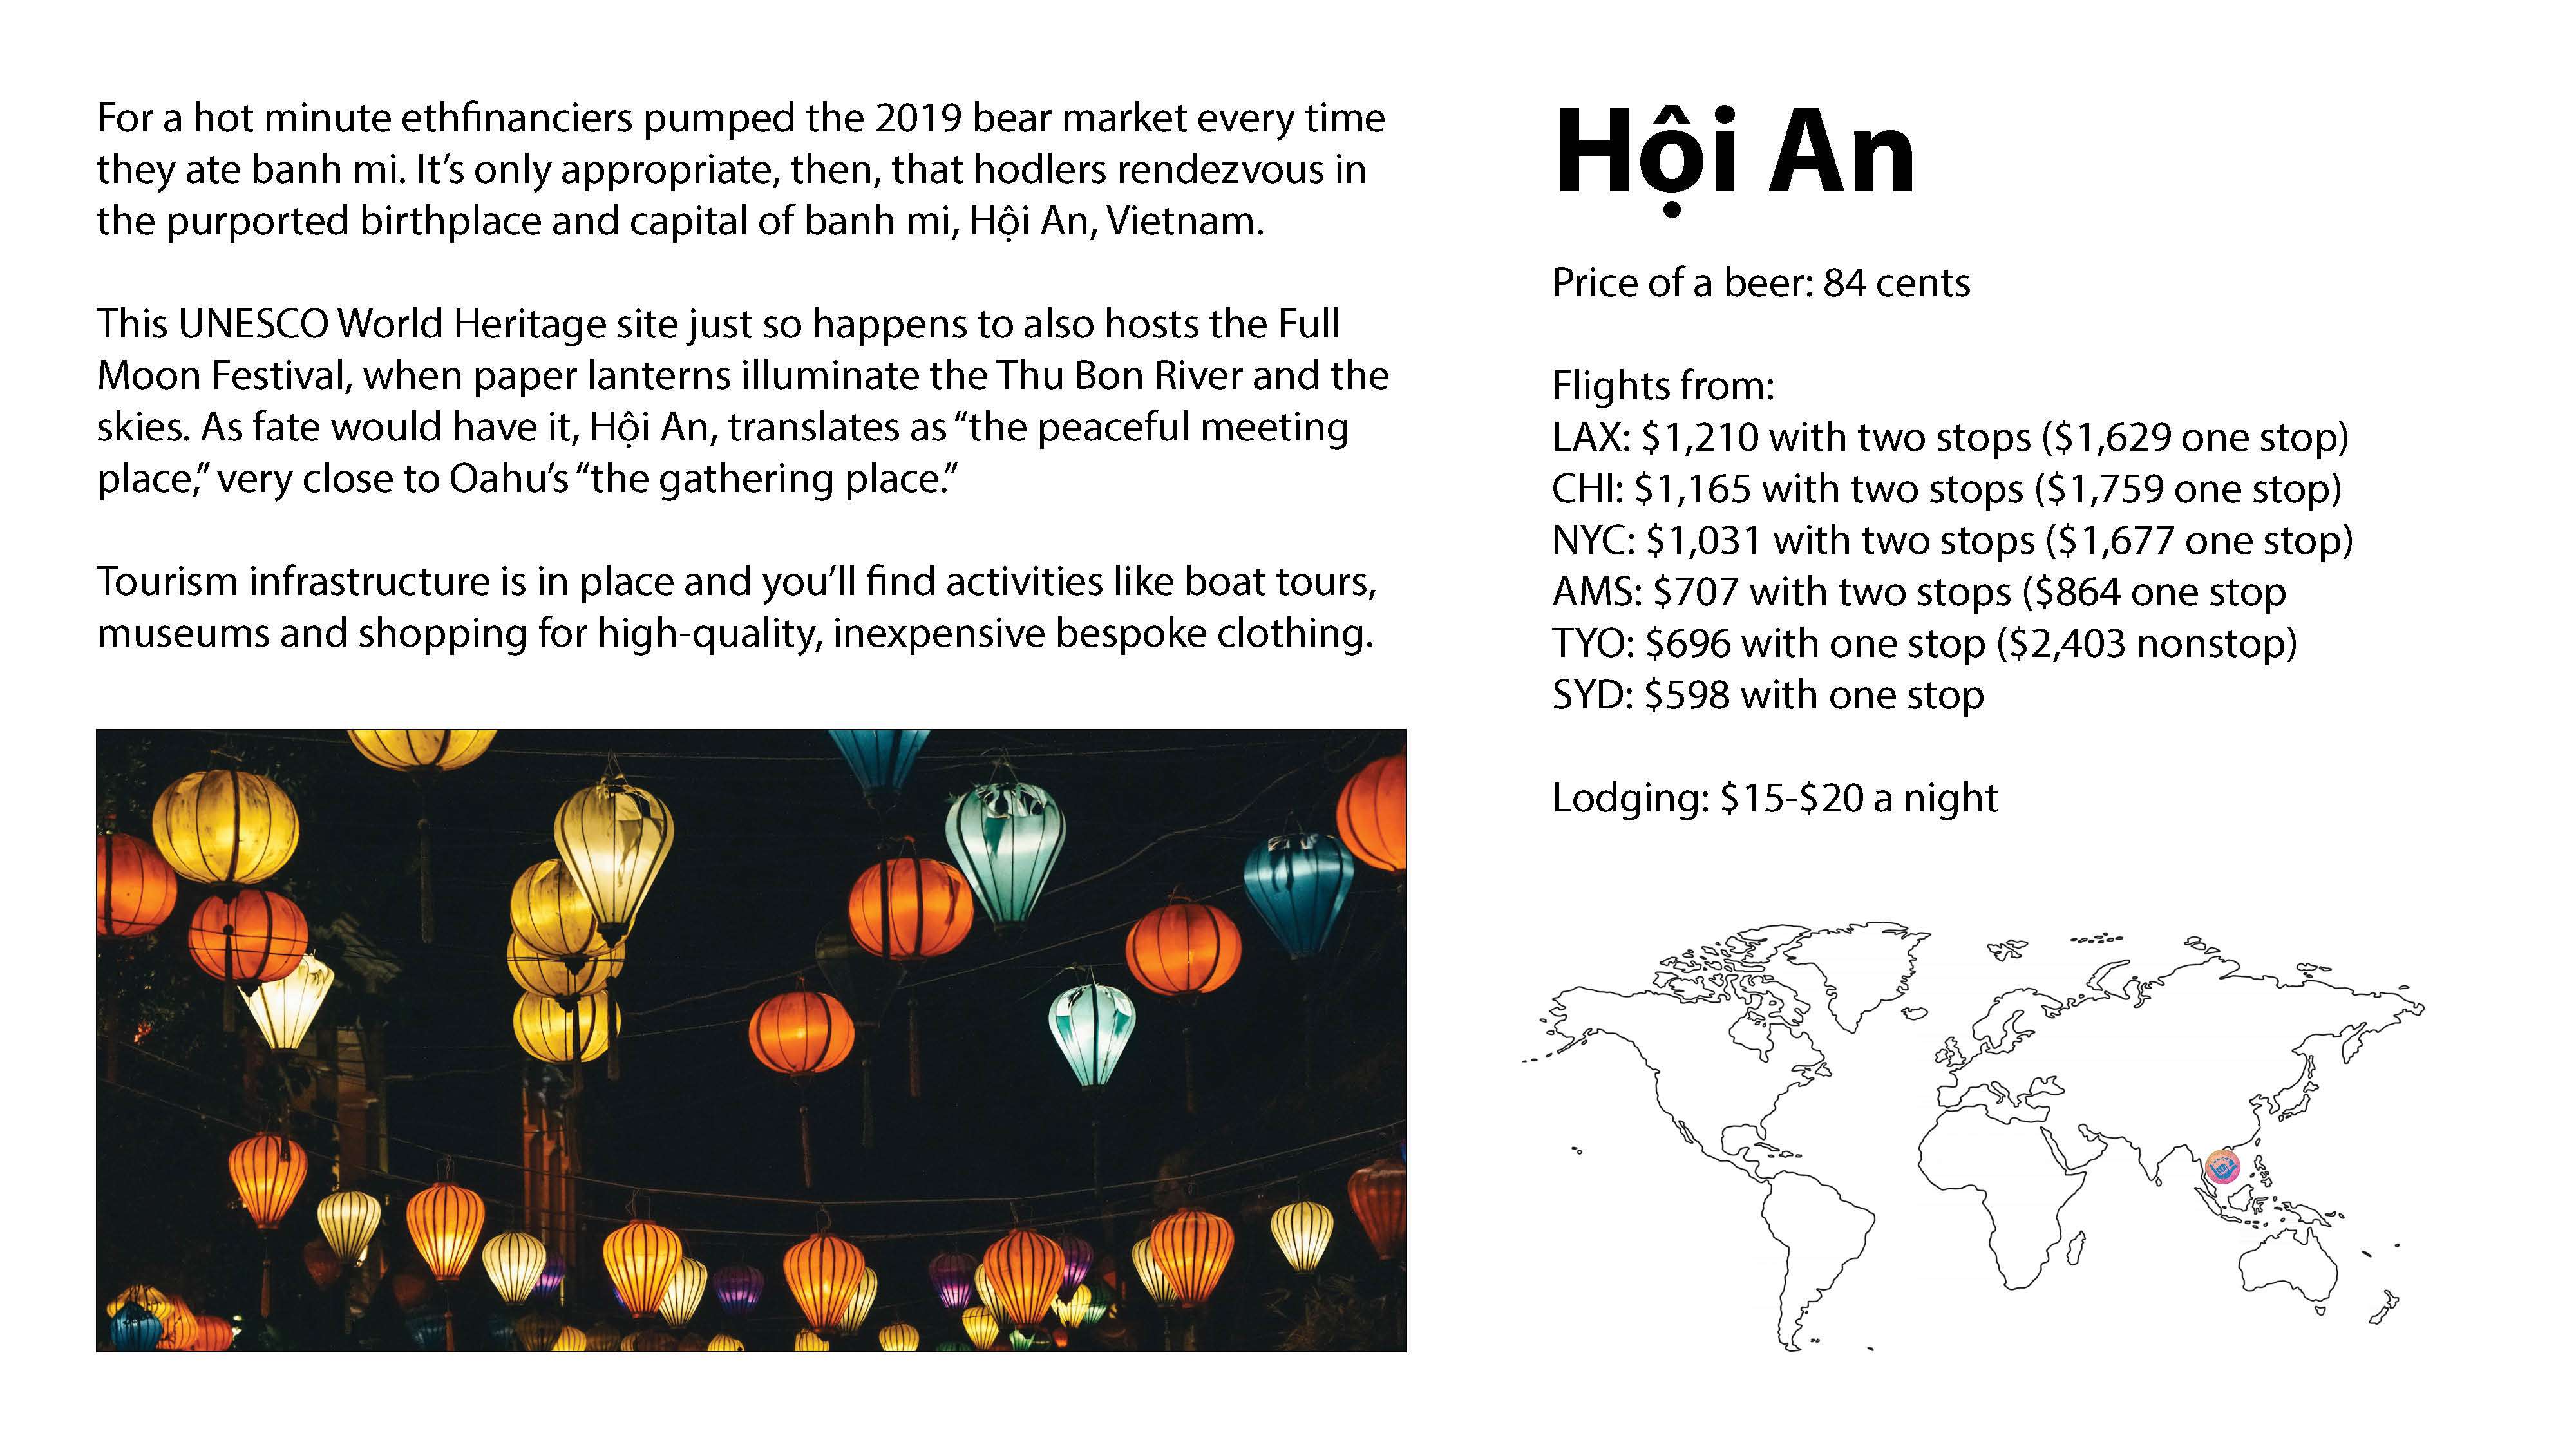 For a hot minute ethfinanciers pumped the 2019 bear market every time
they ate banh mi. It’s only appropriate, then, that hodlers rendezvous in
the purported birthplace and capital of banh mi, Hội An, Vietnam.
This UNESCO World Heritage site just so happens to also hosts the Full
Moon Festival, when paper lanterns illuminate the Thu Bon River and the
skies. As fate would have it, Hội An, translates as “the peaceful meeting
place,” very close to Oahu’s “the gathering place.”
Tourism infrastructure is in place and you’ll find activities like boat tours,
museums and shopping for high-quality, inexpensive bespoke clothing.
Hội An
Price of a beer: 84 cents
Flights from:
LAX: $1,210 with two stops ($1,629 one stop)
CHI: $1,165 with two stops ($1,759 one stop)
NYC: $1,031 with two stops ($1,677 one stop)
AMS: $707 with two stops ($864 one stop
TYO: $696 with one stop ($2,403 nonstop)
SYD: $598 with one stop
Lodging: $15-$20 a night